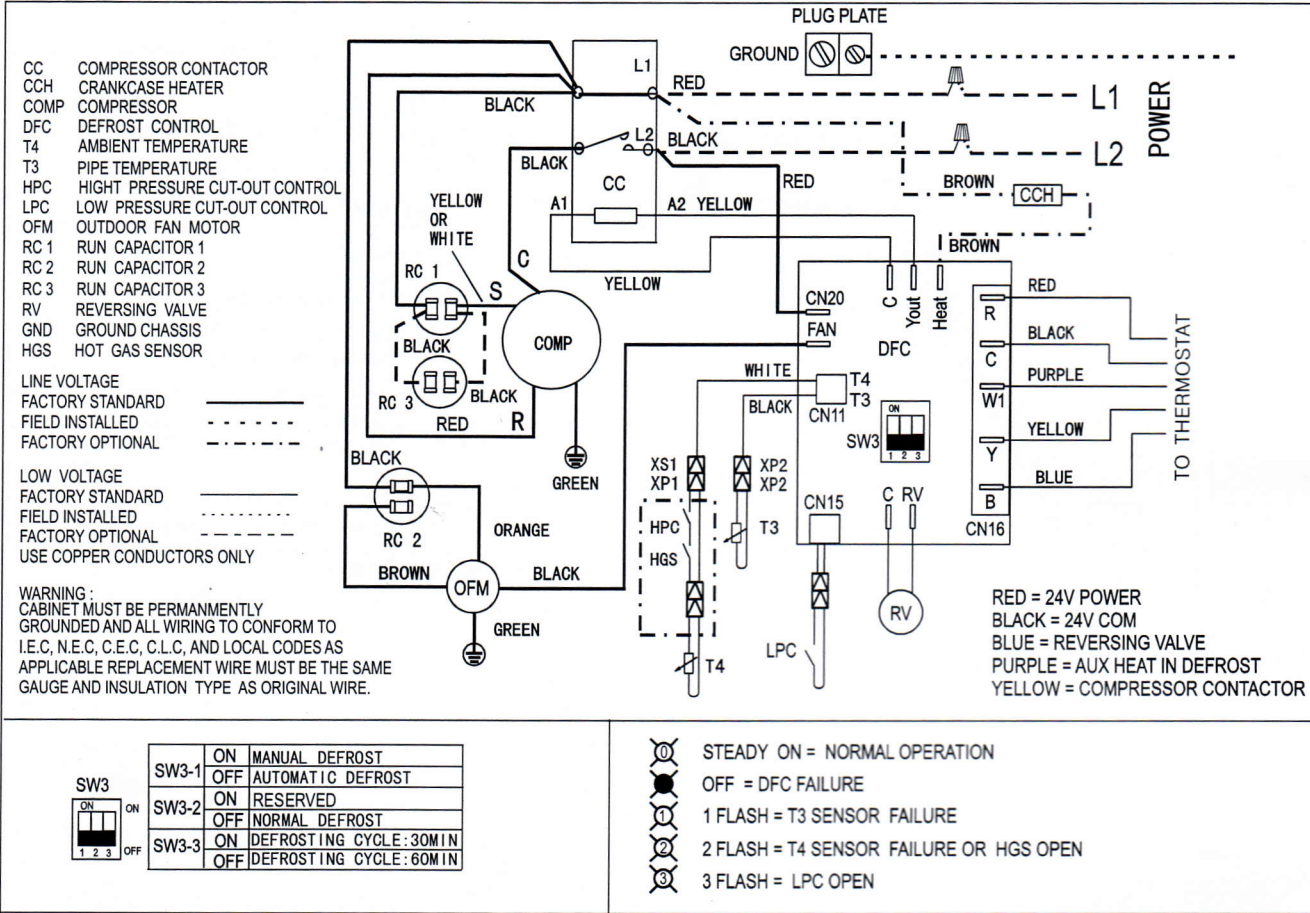 PLUG PLATE
GROUND
CC COMPRESSOR CONTACTOR
CCH CRANKCASE HEATER
COMP COMPRESSOR
DFC DEFROST CONTROL
T4 AMBIENT TEMPERATURE
T3 PIPE TEMPERATURE
HPC HIGHT PRESSURE CUT-OUT CONTROL
LPC LOW PRESSURE CUT-OUT CONTROL
OFM OUTDOOR FAN MOTOR
RC 1 RUN CAPACITOR 1
RC 2 RUN CAPACITOR 2
RC 3 RUN CAPACITOR 3
RV REVERSING VALVE
GND GROUND CHASSIS
HGS HOT GAS SENSOR
LINE VOLTAGE
FACTORY STANDARD
FIELD INSTALLED
FACTORY OPTIONAL
LOW VOLTAGE
FACTORY STANDARD
FIELD INSTALLED
FACTORY OPTIONAL
USE COPPER CONDUCTORS ONLY
WARNING :
CABINET MUST BE PERMANMENTLY
GROUNDED AND ALL WIRING TO CONFORM TO
I.E.C, N.E.C, C.E.C, C.L.C, AND LOCAL CODES AS
APPLICABLE REPLACEMENT WIRE MUST BE THE SAME
GAUGE AND INSULATION TYPE AS ORIGINAL WIRE.
L1
RED
BLACK
L1
L2
BLACK
BLACK
L2
POWER
CC
RED
BROWN
CCH
A1
A2 YELLOW
BROWN
YELLOW
YELLOW
OR
WHITE
C
RC 1
S
COMP
BLACK
BLACK
RC 3
RED
R
GREEN
BLACK
RC 2
ORANGE
BROWN
OFM
BLACK
GREEN
CN20
FAN
C
Yout
Heat
DFC
R
C
W1
Y
B
CN16
RED
BLACK
PURPLE
YELLOW
BLUE
TO THERMOSTAT
WHITE
BLACK
T4
T3
CN11
SW3
ON
1 2 3
XS1
XP1
XP2
XP2
HPC
HGS
T3
T4
CN15
LPC
C RV
RV
RED = 24V POWER
BLACK = 24V COM
BLUE = REVERSING VALVE
PURPLE = AUX HEAT IN DEFROST
YELLOW = COMPRESSOR CONTACTOR
SW3
ON
1 2 3
ON
OFF
SW3-1 ON MANUAL DEFROST
OFF AUTOMATIC DEFROST
SW3-2 ON RESERVED
OFF NORMAL DEFROST
SW3-3 ON DEFROSTING CYCLE:30MIN
OFF DEFROSTING CYCLE:60MIN
0 STEADY ON = NORMAL OPERATION
OFF = DFC FAILURE
1 1 FLASH = T3 SENSOR FAILURE
2 2 FLASH = T4 SENSOR FAILURE OR HGS OPEN
3 3 FLASH = LPC OPEN